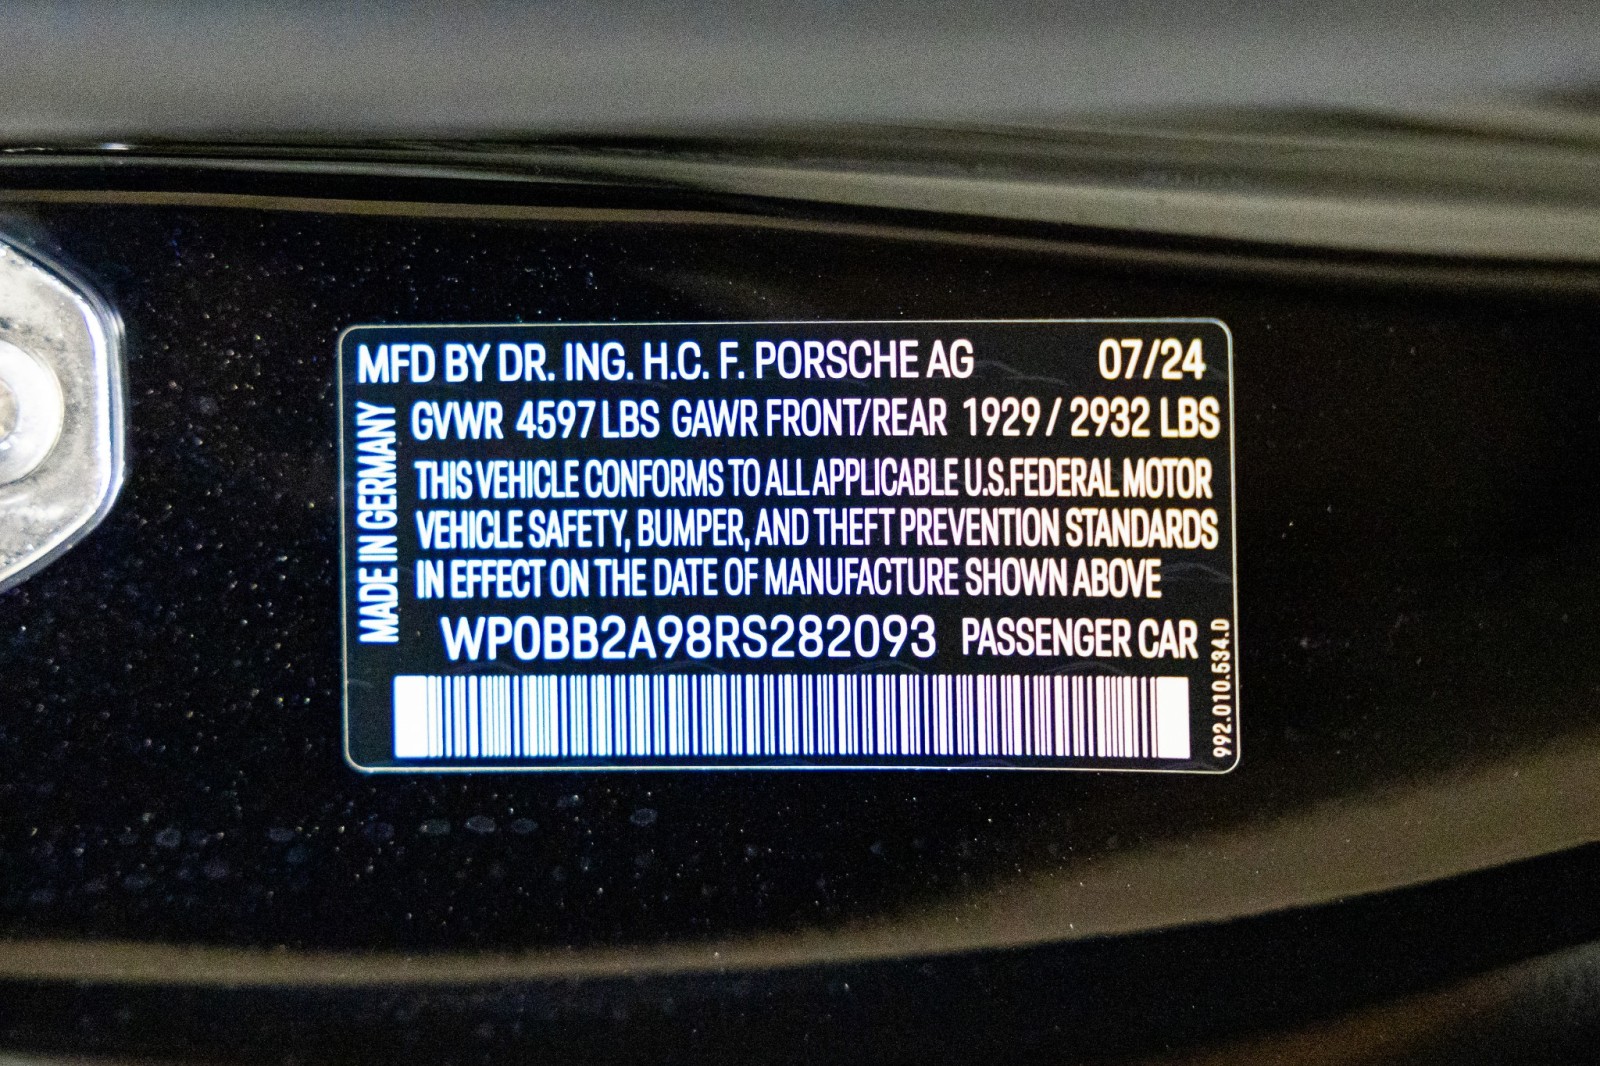 MFD BY DR. ING. H.C. F. PORSCHE AG 07/24
GVWR 4597 LBS GAWR FRONT/REAR 1929 / 2932 LBS
THIS VEHICLE CONFORMS TO ALL APPLICABLE U.S.FEDERAL MOTOR
VEHICLE SAFETY, BUMPER, AND THEFT PREVENTION STANDARDS
IN EFFECT ON THE DATE OF MANUFACTURE SHOWN ABOVE
WP0BB2A98RS282093 PASSENGER CAR
MADE IN GERMANY
992.010.534.D